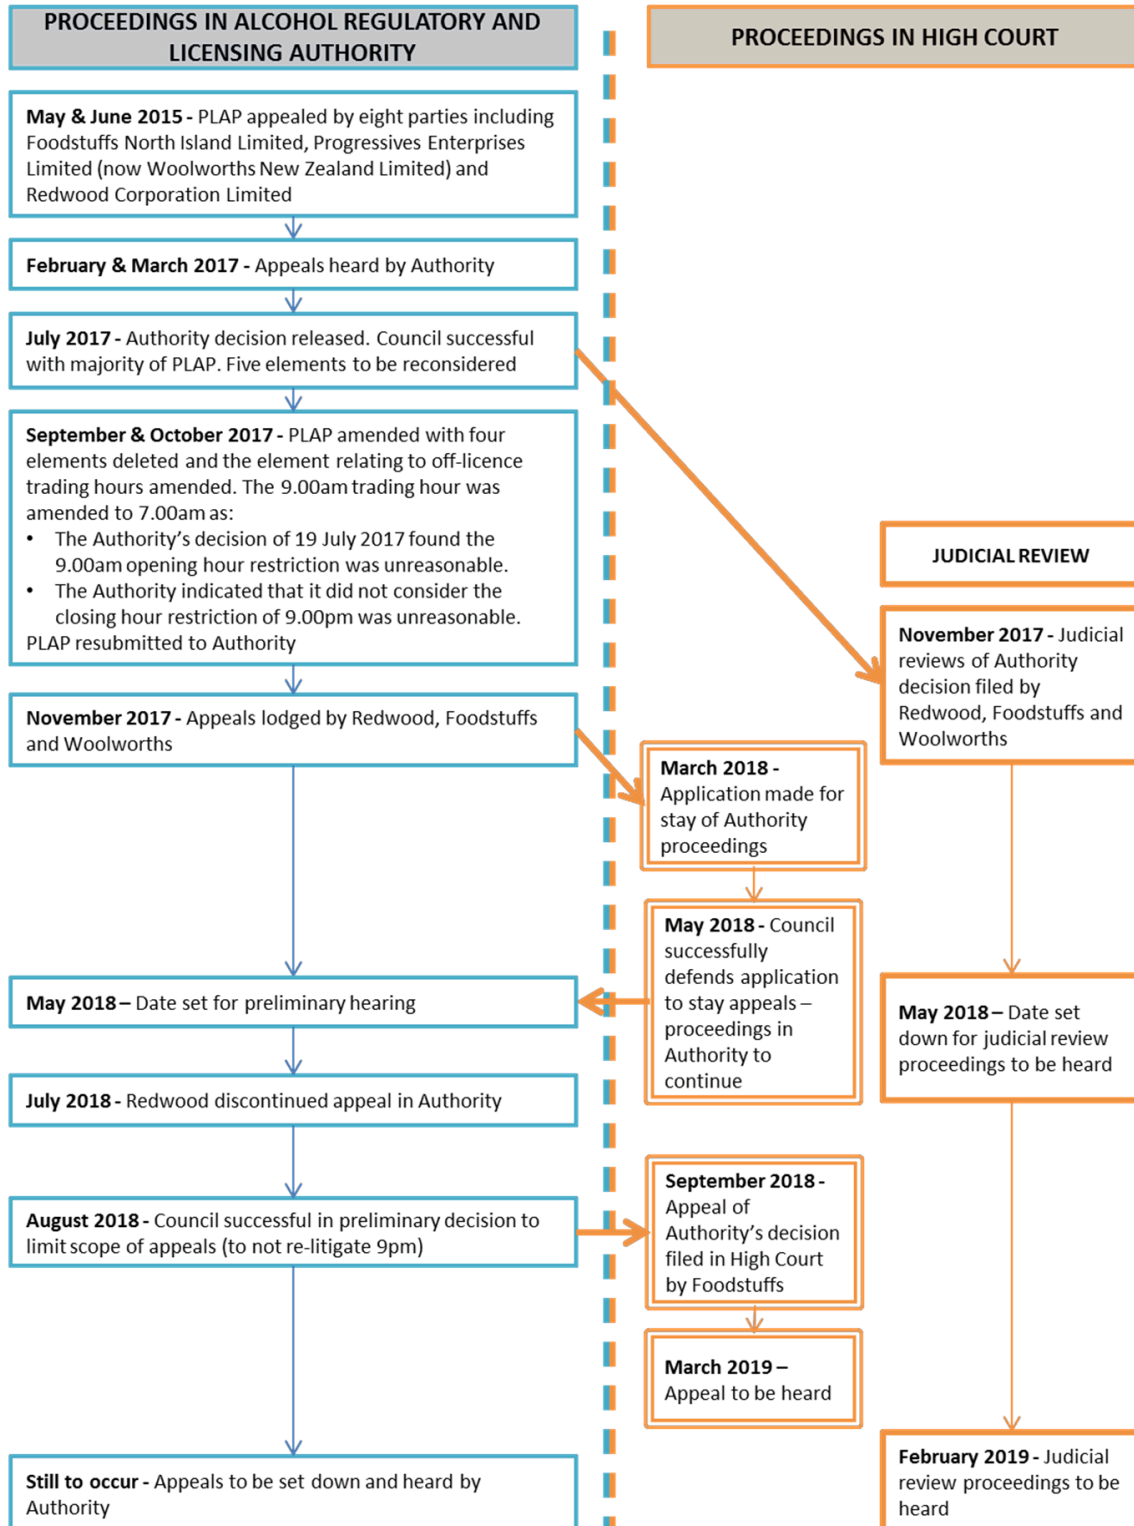 PROCEEDINGS IN ALCOHOL REGULATORY AND
LICENSING AUTHORITY
PROCEEDINGS IN HIGH COURT
May & June 2015 - PLAP appealed by eight parties including
Foodstuffs North Island Limited, Progressives Enterprises
Limited (now Woolworths New Zealand Limited) and
Redwood Corporation Limited
February & March 2017 - Appeals heard by Authority
July 2017 - Authority decision released. Council successful
with majority of PLAP. Five elements to be reconsidered
September & October 2017 - PLAP amended with four
elements deleted and the element relating to off-licence
trading hours amended. The 9.00am trading hour was
amended to 7.00am as:
• The Authority's decision of 19 July 2017 found the
9.00am opening hour restriction was unreasonable.
• The Authority indicated that it did not consider the
closing hour restriction of 9.00pm was unreasonable.
PLAP resubmitted to Authority
JUDICIAL REVIEW
November 2017 - Judicial
reviews of Authority
decision filed by
Redwood, Foodstuffs and
Woolworths
November 2017 - Appeals lodged by Redwood, Foodstuffs
and Woolworths
March 2018 -
Application made for
stay of Authority
proceedings
May 2018 - Council
successfully
defends application
to stay appeals –
proceedings in
Authority to
continue
May 2018 – Date set for preliminary hearing
May 2018 – Date set
down for judicial review
proceedings to be heard
July 2018 - Redwood discontinued appeal in Authority
August 2018 - Council successful in preliminary decision to
limit scope of appeals (to not re-litigate 9pm)
September 2018 -
Appeal of
Authority's decision
filed in High Court
by Foodstuffs
March 2019 –
Appeal to be heard
February 2019 - Judicial
review proceedings to be
heard
Still to occur - Appeals to be set down and heard by
Authority